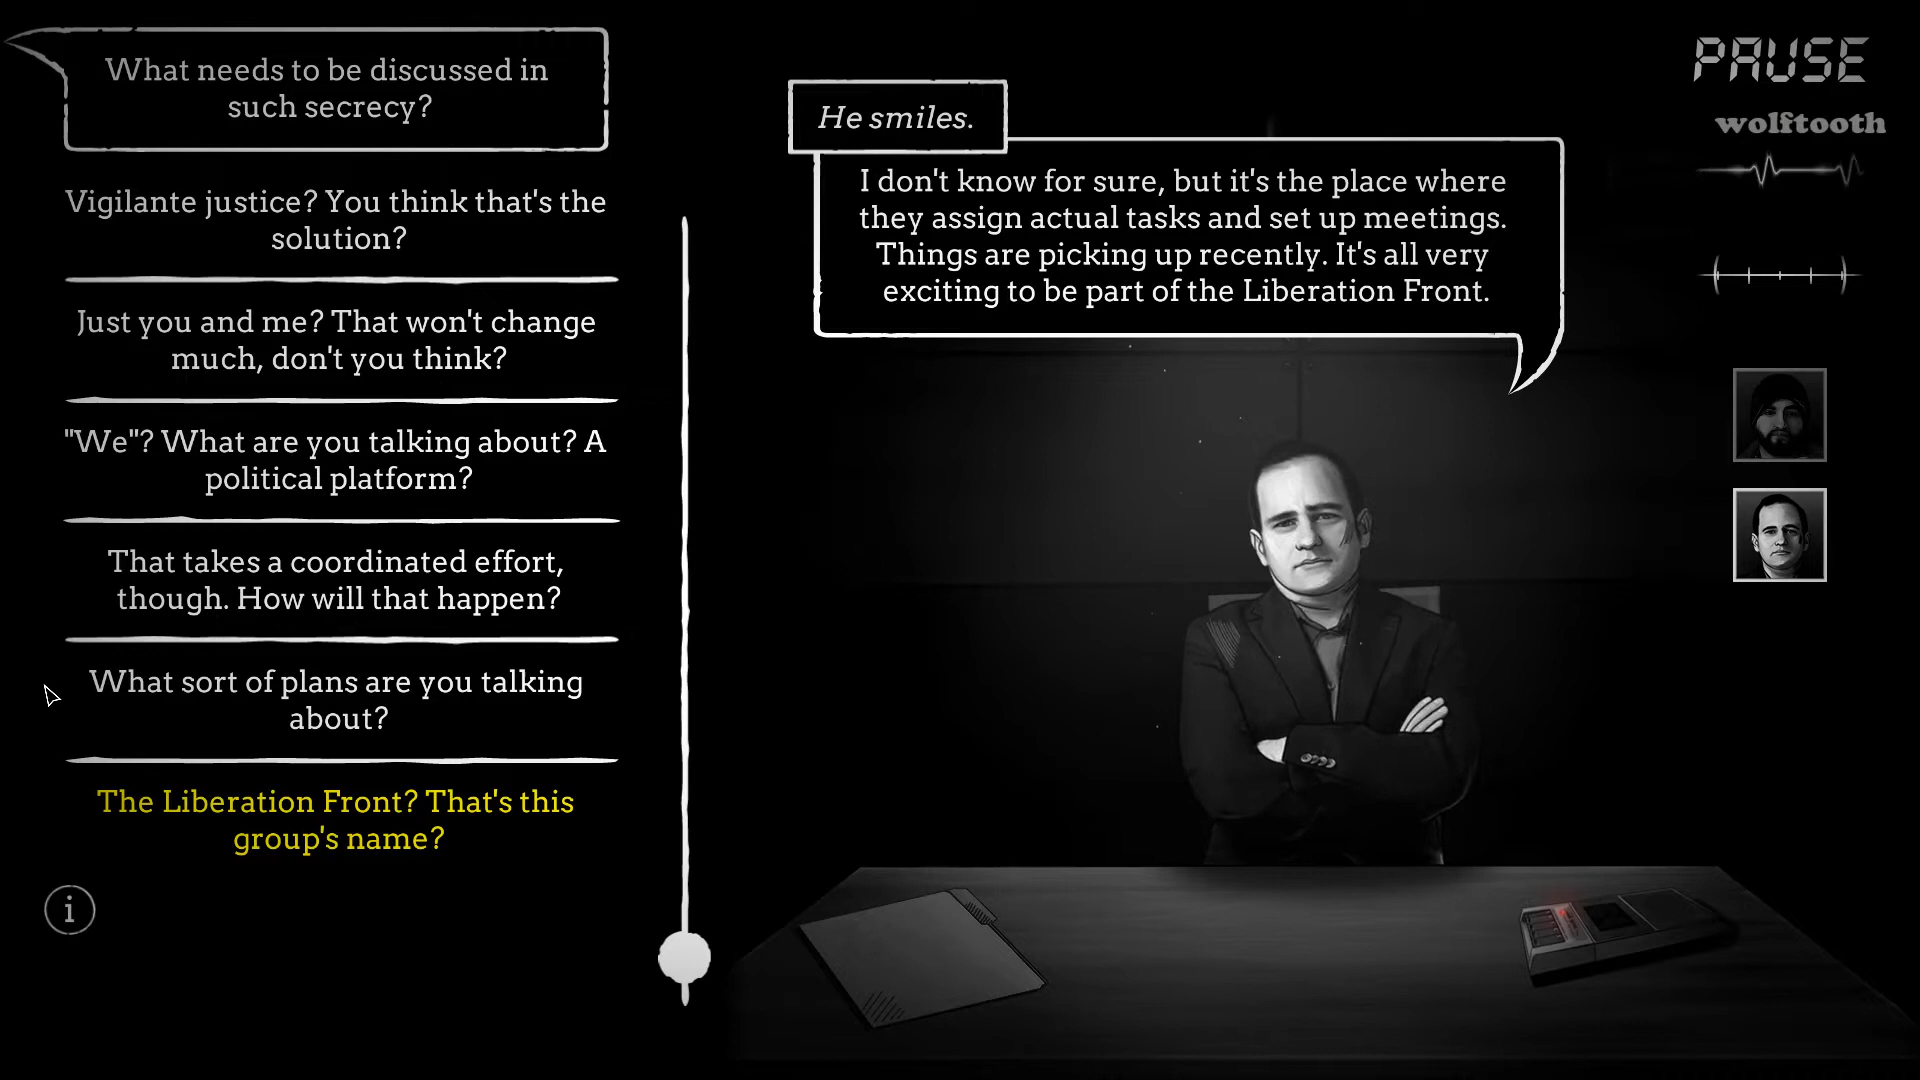 What needs to be discussed in
such secrecy?
Vigilante justice? You think that's the
solution?
Just you and me? That won't change
much, don't you think?
"We"? What are you talking about? A
political platform?
That takes a coordinated effort,
though. How will that happen?
What sort of plans are you talking
about?
The Liberation Front? That's this
group's name?
i
He smiles.
I don't know for sure, but it's the place where
they assign actual tasks and set up meetings.
Things are picking up recently. It's all very
exciting to be part of the Liberation Front.
PAUSE
wolftooth